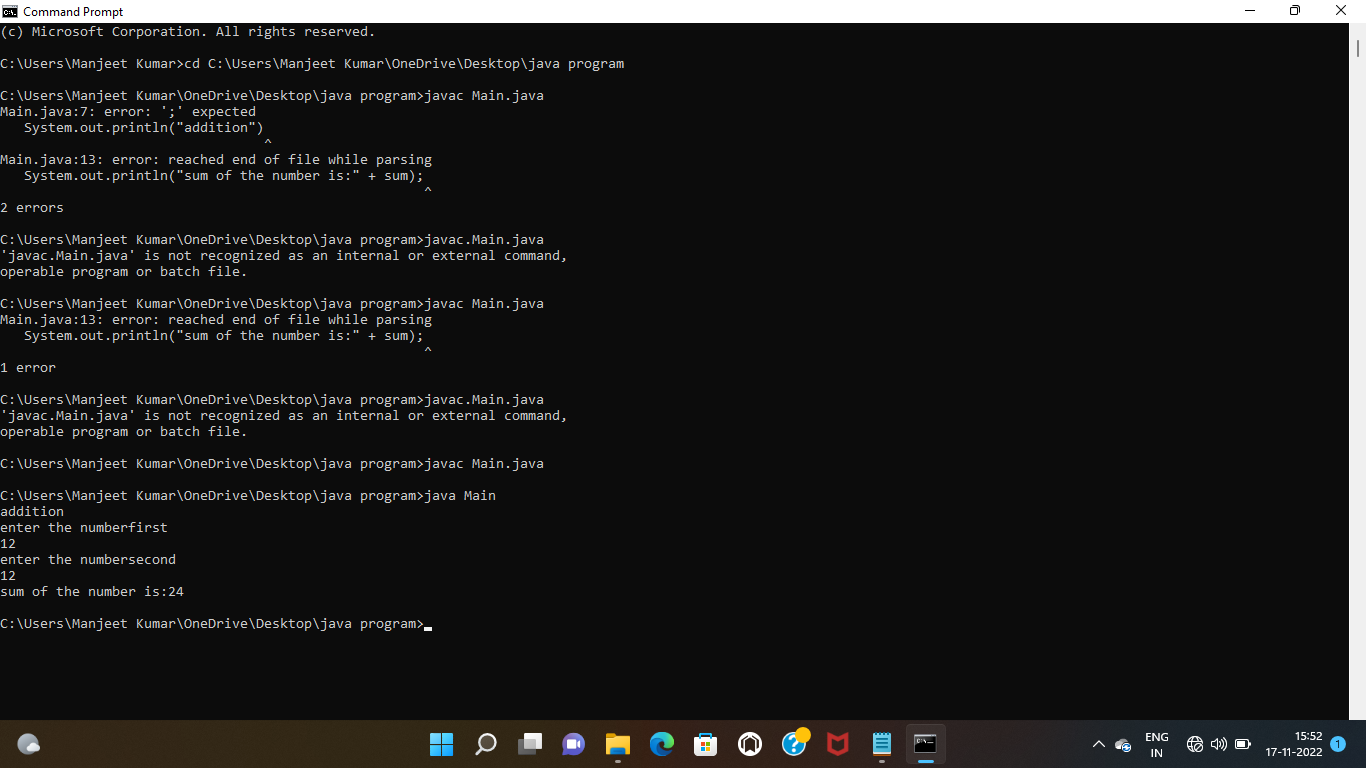 Command Prompt
(c) Microsoft Corporation. All rights reserved.
C:\Users\Manjeet Kumar>cd C:\Users\Manjeet Kumar\OneDrive\Desktop\java program
C:\Users\Manjeet Kumar\OneDrive\Desktop\java program>javac Main.java
Main.java:7: error: ';' expected
System.out.println("addition")
^
Main.java:13: error: reached end of file while parsing
System.out.println("sum of the number is:" + sum);
^
2 errors
C:\Users\Manjeet Kumar\OneDrive\Desktop\java program>javac.Main.java
'javac.Main.java' is not recognized as an internal or external command,
operable program or batch file.
C:\Users\Manjeet Kumar\OneDrive\Desktop\java program>javac Main.java
Main.java:13: error: reached end of file while parsing
System.out.println("sum of the number is:" + sum);
^
1 error
C:\Users\Manjeet Kumar\OneDrive\Desktop\java program>javac.Main.java
'javac.Main.java' is not recognized as an internal or external command,
operable program or batch file.
C:\Users\Manjeet Kumar\OneDrive\Desktop\java program>javac Main.java
C:\Users\Manjeet Kumar\OneDrive\Desktop\java program>java Main
addition
enter the numberfirst
12
enter the numbersecond
12
sum of the number is:24
C:\Users\Manjeet Kumar\OneDrive\Desktop\java program>
ENG
IN
15:52
17-11-2022
1